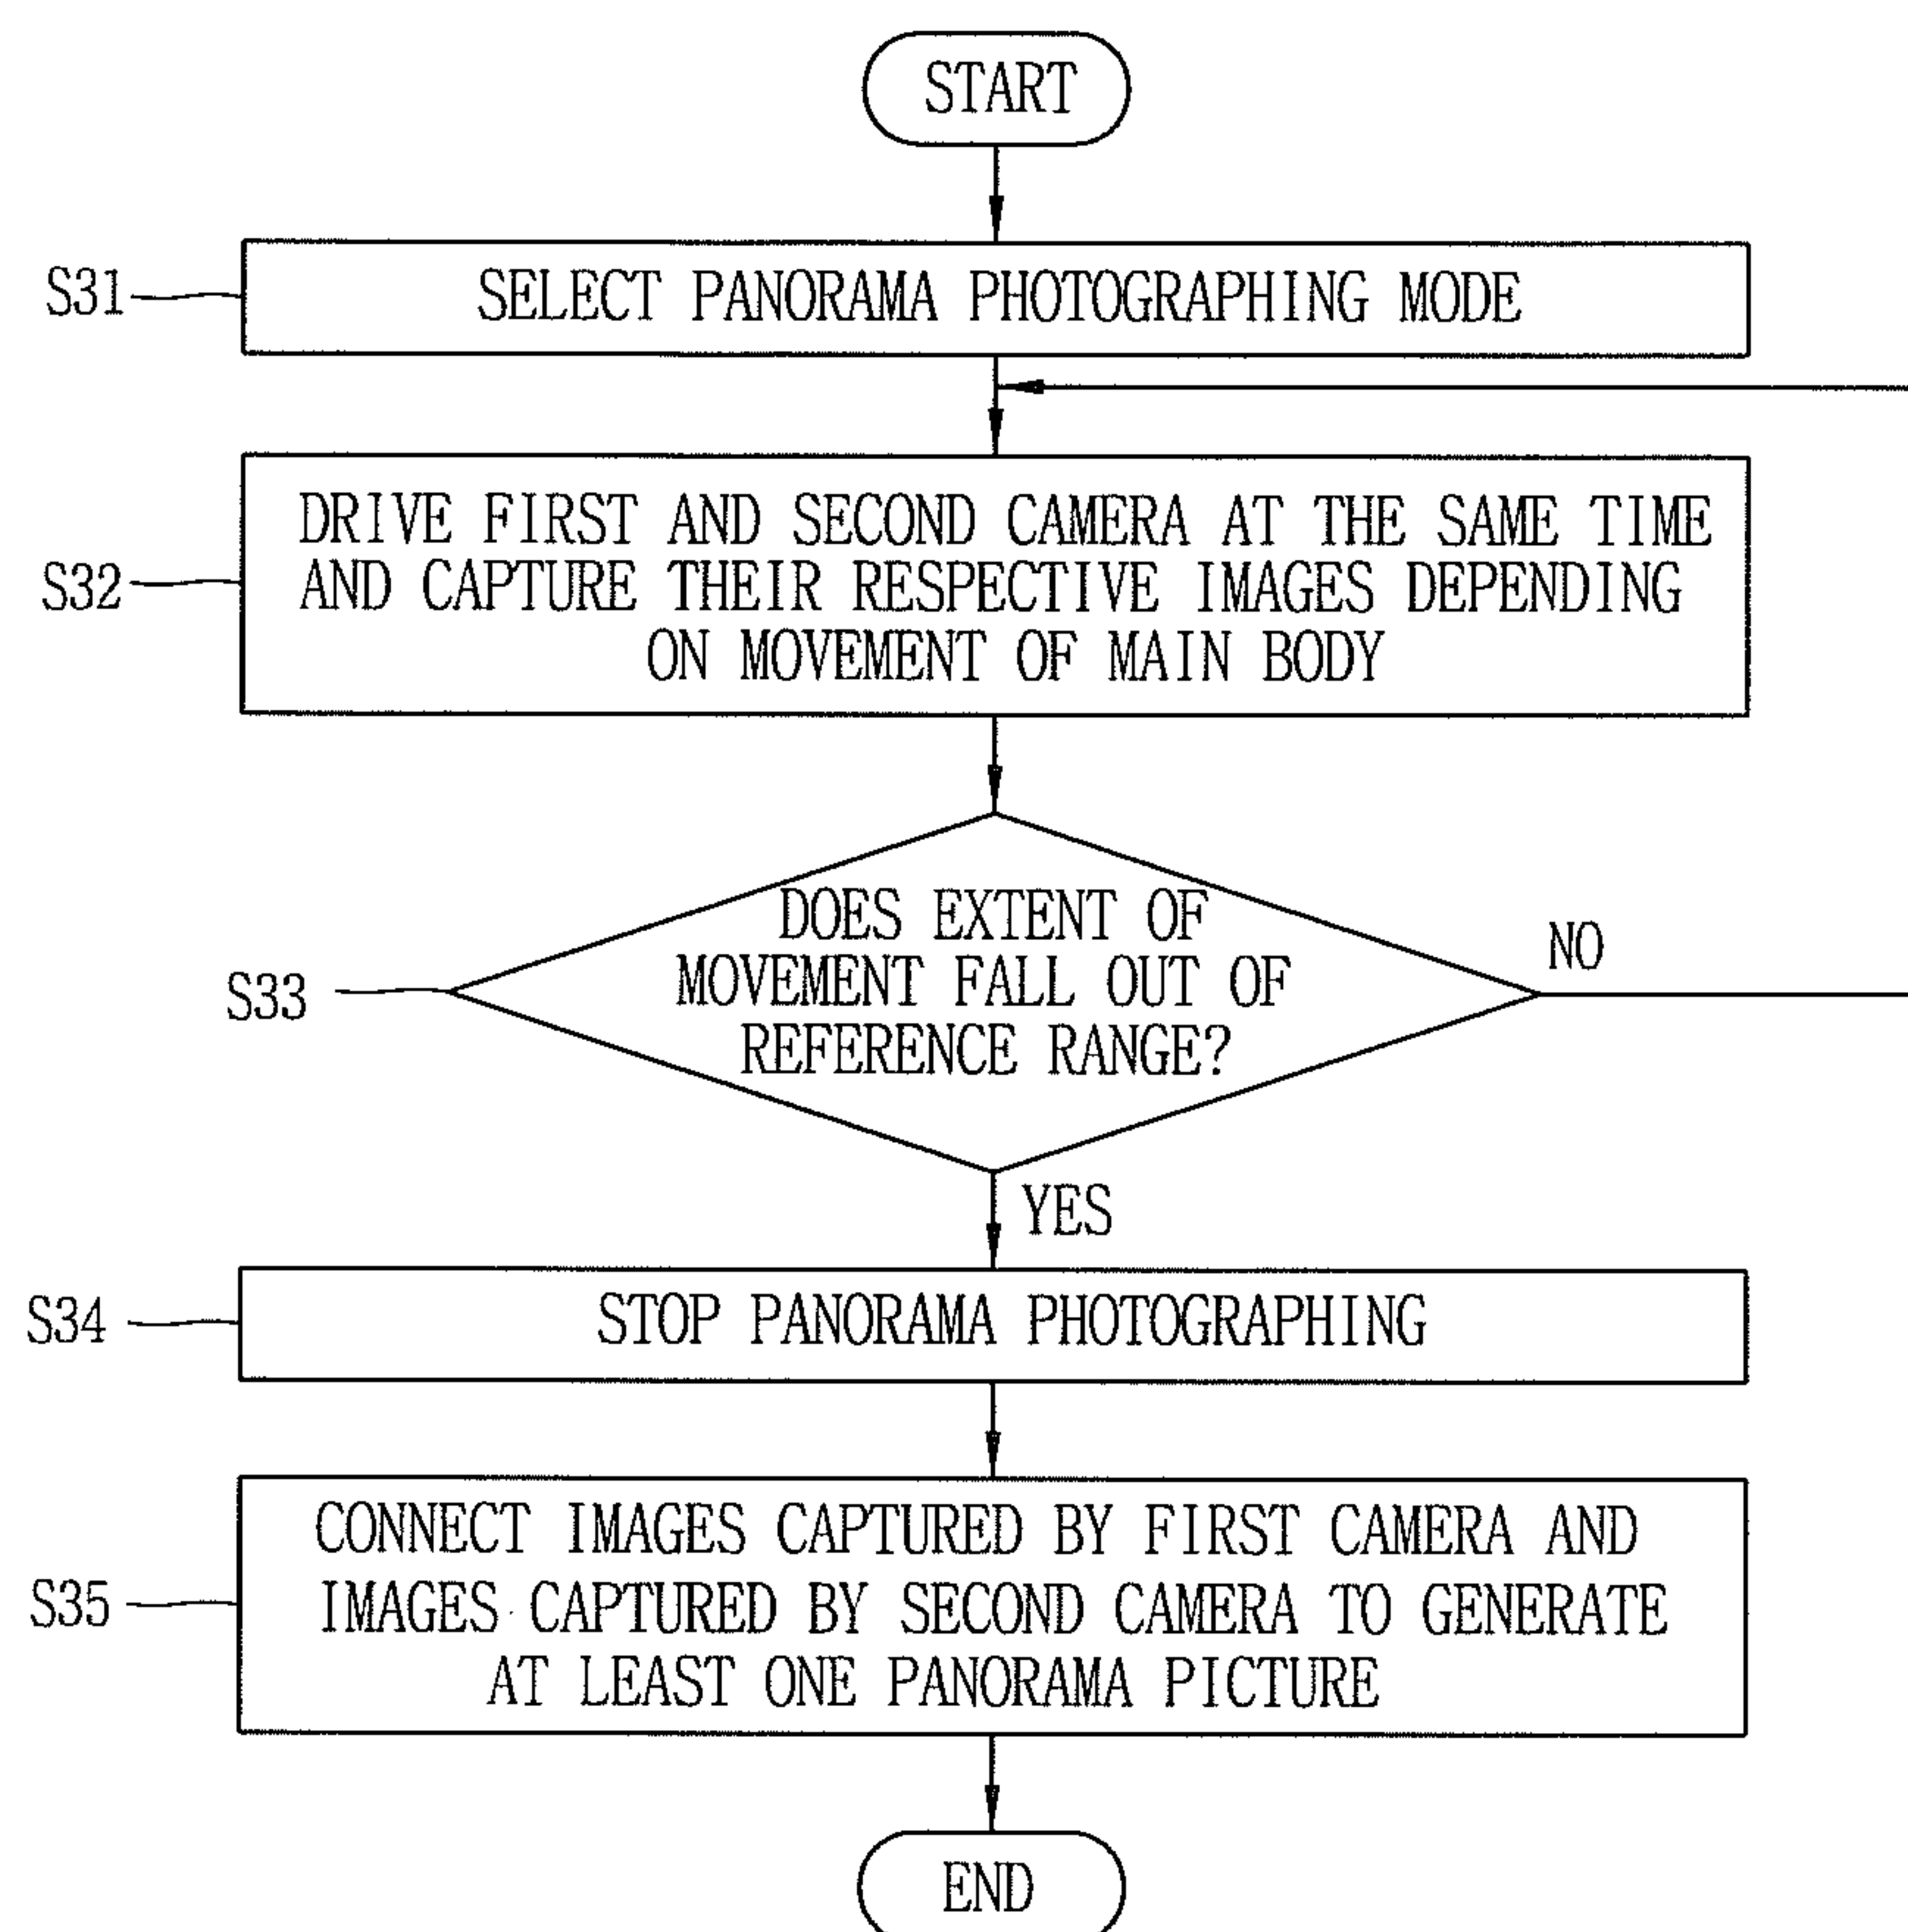 START
S31
SELECT PANORAMA PHOTOGRAPHING MODE
S32
DRIVE FIRST AND SECOND CAMERA AT THE SAME TIME
AND CAPTURE THEIR RESPECTIVE IMAGES DEPENDING
ON MOVEMENT OF MAIN BODY
S33
DOES EXTENT OF
MOVEMENT FALL OUT OF
REFERENCE RANGE?
NO
YES
S34
STOP PANORAMA PHOTOGRAPHING
S35
CONNECT IMAGES CAPTURED BY FIRST CAMERA AND
IMAGES CAPTURED BY SECOND CAMERA TO GENERATE
AT LEAST ONE PANORAMA PICTURE
END